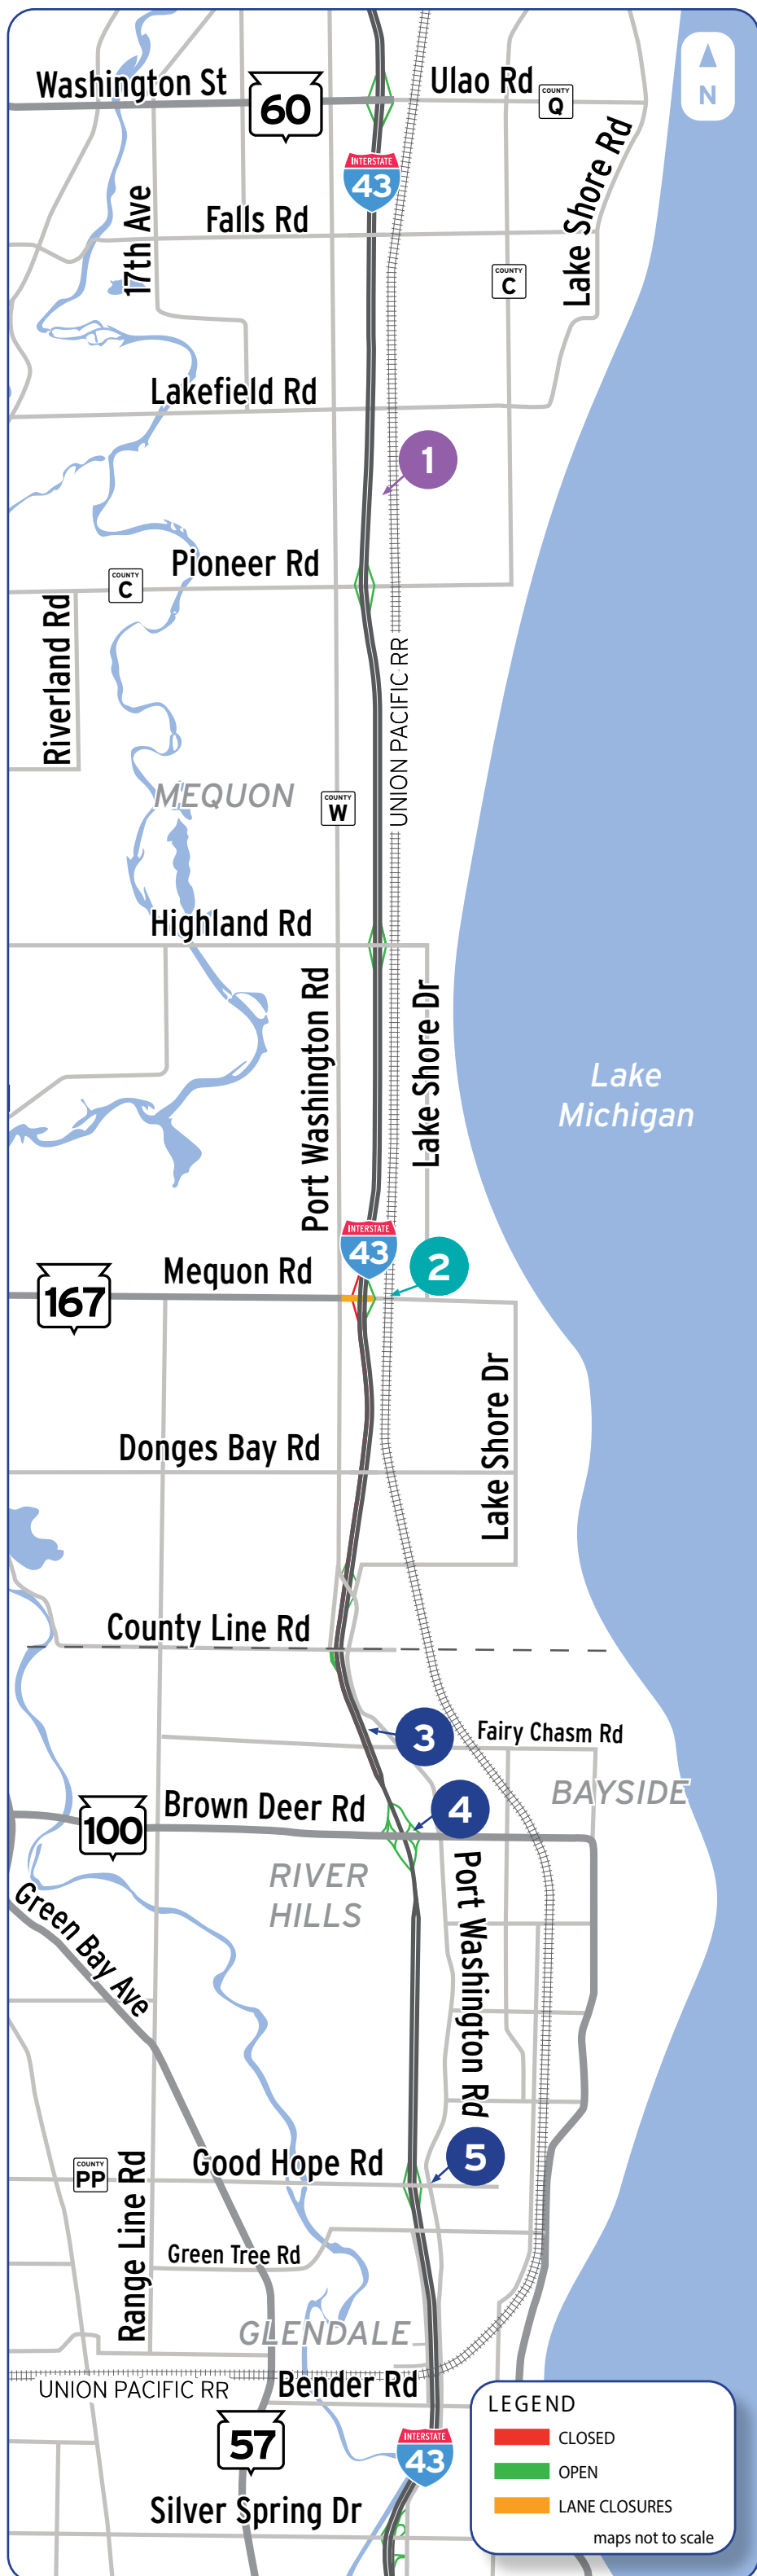 Washington St
60
Ulao Rd
COUNTY
Q
N
INTERSTATE
43
17th Ave
Falls Rd
Lake Shore Rd
COUNTY
C
Lakefield Rd
1
Pioneer Rd
COUNTY
C
Riverland Rd
UNION PACIFIC RR
MEQUON
COUNTY
W
Highland Rd
Port Washington Rd
Lake Shore Dr
Lake
Michigan
INTERSTATE
43
Mequon Rd
2
167
Lake Shore Dr
Donges Bay Rd
County Line Rd
3
Fairy Chasm Rd
BAYSIDE
Brown Deer Rd
4
100
RIVER
HILLS
Port Washington Rd
Green Bay Ave
5
Good Hope Rd
COUNTY
PP
Range Line Rd
Green Tree Rd
GLENDALE
UNION PACIFIC RR
Bender Rd
57
INTERSTATE
43
Silver Spring Dr
LEGEND
CLOSED
OPEN
LANE CLOSURES
maps not to scale